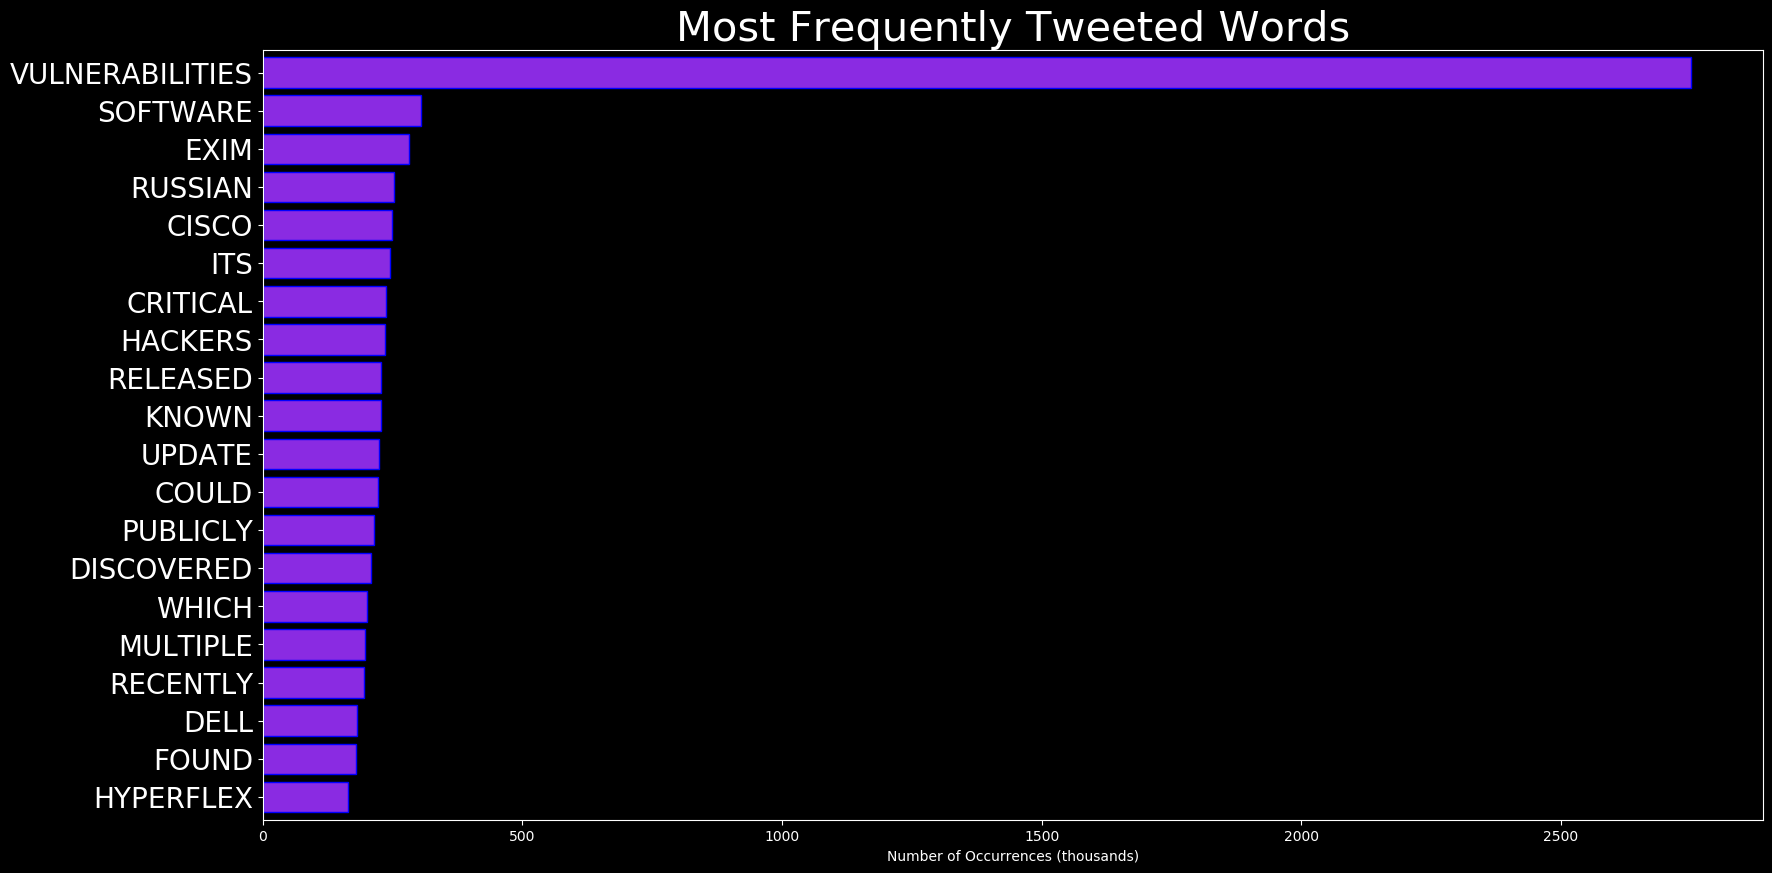 Most Frequently Tweeted Words
VULNERABILITIES
SOFTWARE
EXIM
RUSSIAN
CISCO
ITS
CRITICAL
HACKERS
RELEASED
KNOWN
UPDATE
COULD
PUBLICLY
DISCOVERED
WHICH
MULTIPLE
RECENTLY
DELL
FOUND
HYPERFLEX
0 500 1000 1500 2000 2500
Number of Occurrences (thousands)